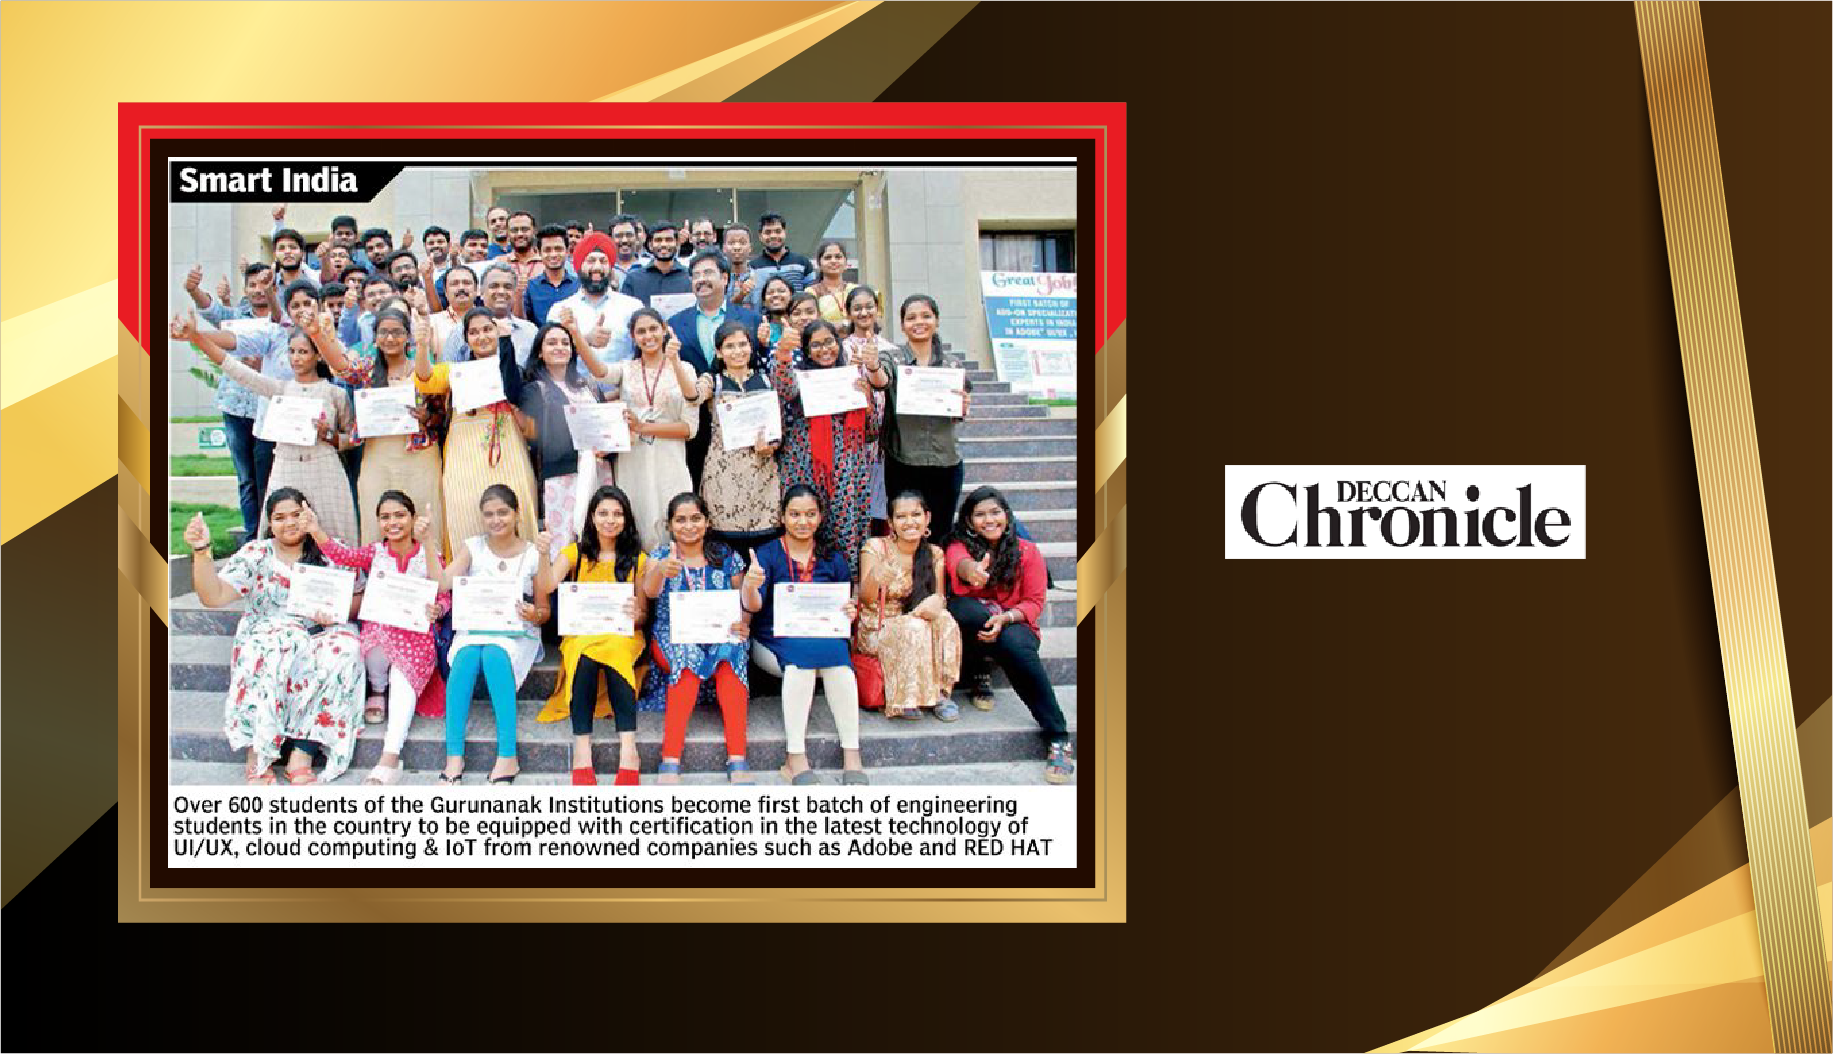 Smart India
Great Job!
FIRST BATCH OF
ADD-ON
EXPERTS IN INDIA
IN ADOBE
Over 600 students of the Gurunanak Institutions become first batch of engineering
students in the country to be equipped with certification in the latest technology of
UI/UX, cloud computing & IoT from renowned companies such as Adobe and RED HAT
DECCAN
Chronicle